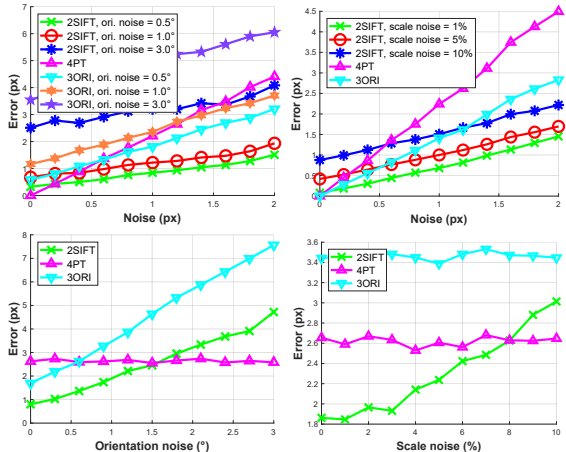 7
6
5
4
3
2
1
0
Error (px)
2SIFT, ori. noise = 0.5°
2SIFT, ori. noise = 1.0°
2SIFT, ori. noise = 3.0°
4PT
3ORI, ori. noise = 0.5°
3ORI, ori. noise = 1.0°
3ORI, ori. noise = 3.0°
0 0.5 1 1.5 2
Noise (px)
4.5
4
3.5
3
2.5
2
1.5
1
0.5
0
Error (px)
2SIFT, scale noise = 1%
2SIFT, scale noise = 5%
2SIFT, scale noise = 10%
4PT
3ORI
0 0.5 1 1.5 2
Noise (px)
8
7
6
5
4
3
2
1
0
Error (px)
2SIFT
4PT
3ORI
0 0.5 1 1.5 2 2.5 3
Orientation noise (°)
3.6
3.4
3.2
3
2.8
2.6
2.4
2.2
2
1.8
Error (px)
2SIFT
4PT
3ORI
0 2 4 6 8 10
Scale noise (%)